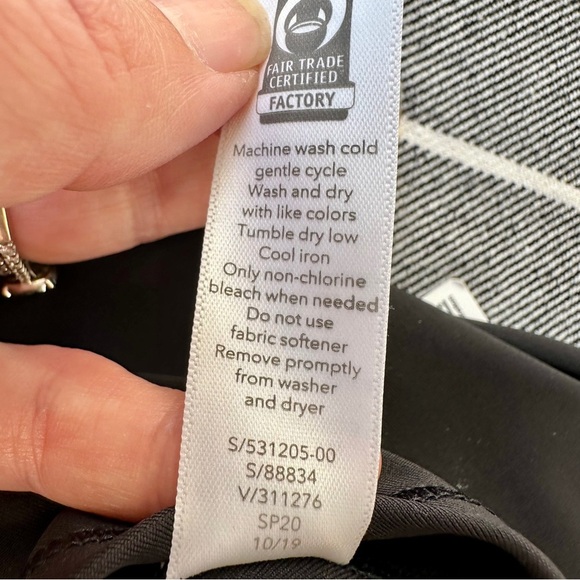 FAIR TRADE
CERTIFIED
FACTORY
Machine wash cold
gentle cycle
Wash and dry
with like colors
Tumble dry low
Cool iron
Only non-chlorine
bleach when needed
Do not use
fabric softener
Remove promptly
from washer
and dryer
S/531205-00
S/88834
V/311276
SP20
10/19